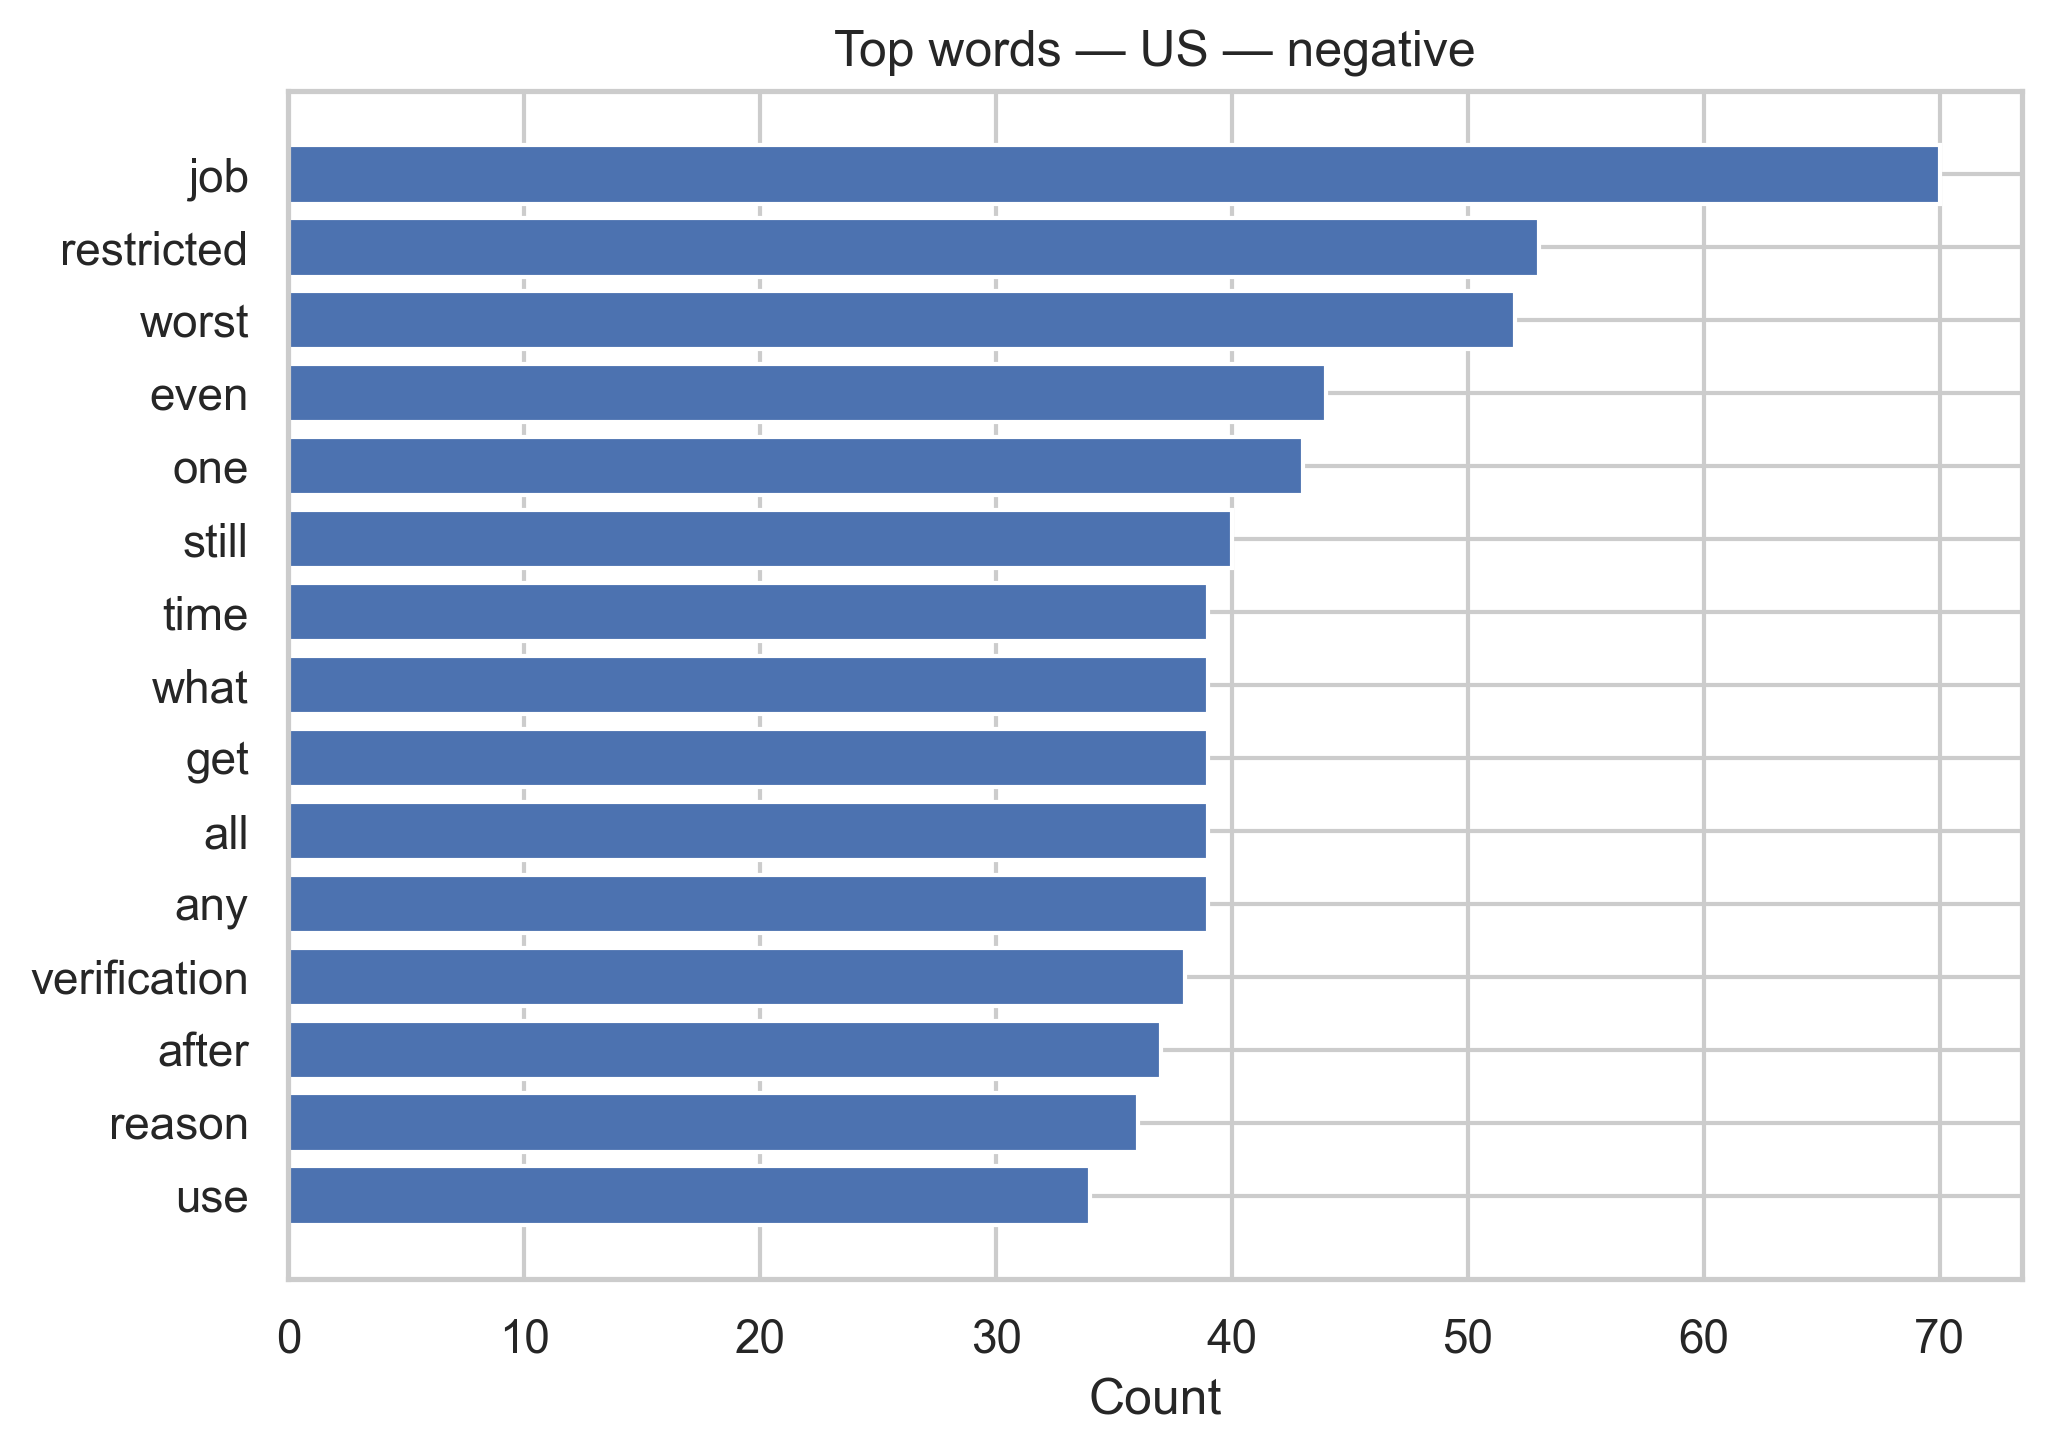 Top words — US — negative
job
restricted
worst
even
one
still
time
what
get
all
any
verification
after
reason
use
0 10 20 30 40 50 60 70
Count